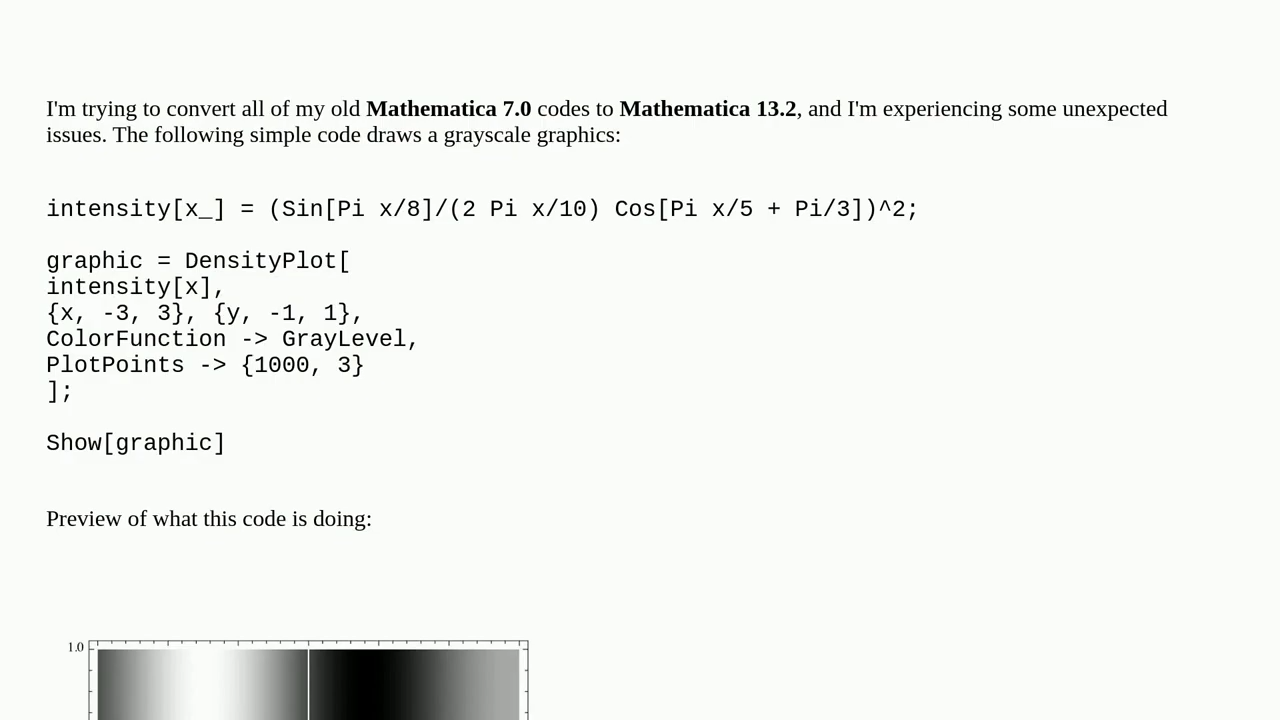 I'm trying to convert all of my old Mathematica 7.0 codes to Mathematica 13.2, and I'm experiencing some unexpected
issues. The following simple code draws a grayscale graphics:
intensity[x_] = (Sin[Pi x/8]/(2 Pi x/10) Cos[Pi x/5 + Pi/3])^2;
graphic = DensityPlot[
intensity[x],
{x, -3, 3}, {y, -1, 1},
ColorFunction -> GrayLevel,
PlotPoints -> {1000, 3}
];
Show[graphic]
Preview of what this code is doing:
1.0